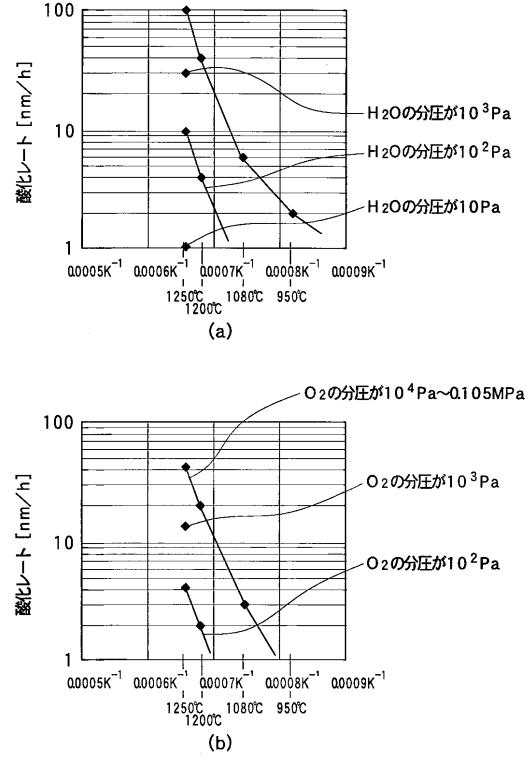 100
10
1
酸化レート [nm/h]
H2Oの分圧が10³Pa
H2Oの分圧が10²Pa
H2Oの分圧が10Pa
0.0005K⁻¹ 0.0006K⁻¹ 0.0007K⁻¹ 0.0008K⁻¹ 0.0009K⁻¹
1250℃ 1080℃ 950℃
1200℃
(a)
O2の分圧が10⁴Pa～0.105MPa
100
10
1
酸化レート [nm/h]
O2の分圧が10³Pa
O2の分圧が10²Pa
0.0005K⁻¹ 0.0006K⁻¹ 0.0007K⁻¹ 0.0008K⁻¹ 0.0009K⁻¹
1250℃ 1080℃ 950℃
1200℃
(b)